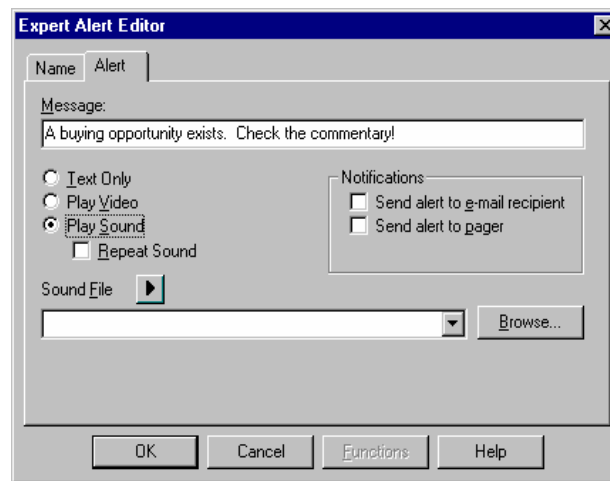 Expert Alert Editor
Name Alert
Message:
A buying opportunity exists. Check the commentary!
Text Only
Play Video
Play Sound
Repeat Sound
Notifications
Send alert to e-mail recipient
Send alert to pager
Sound File
Browse...
OK Cancel Functions Help